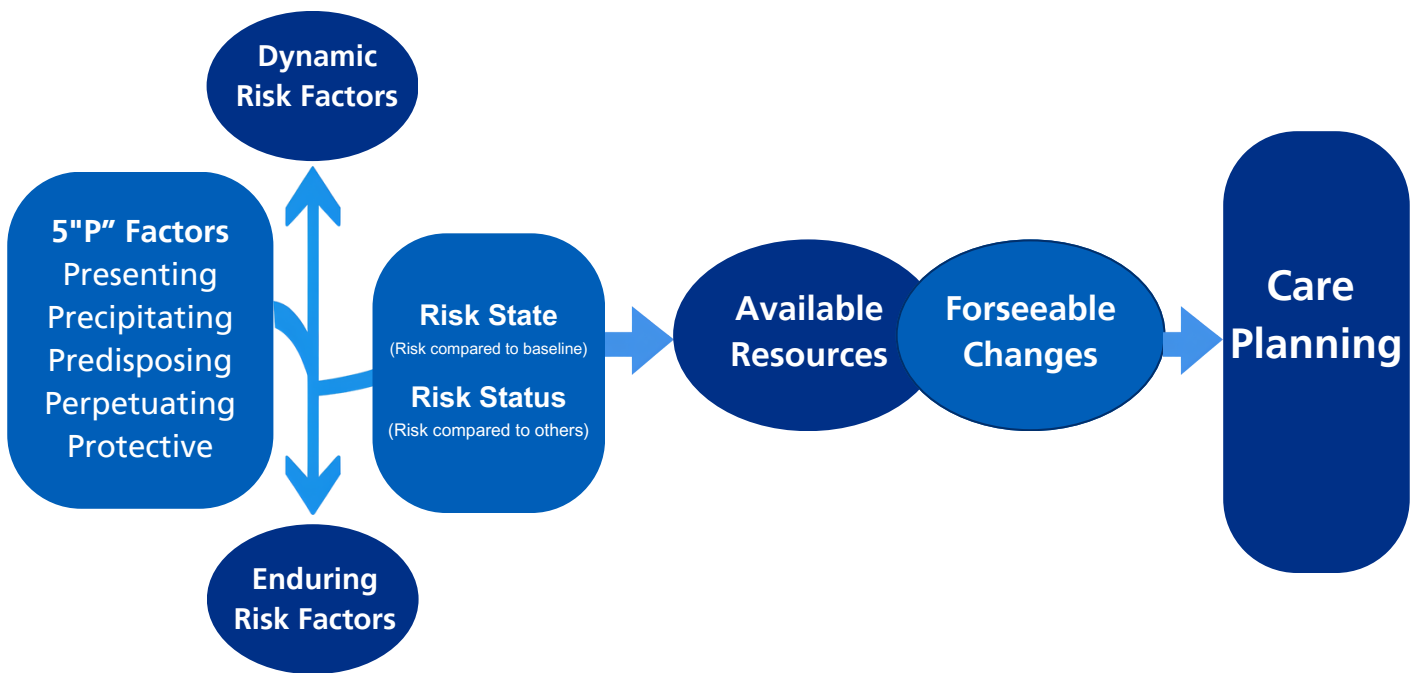 Dynamic
Risk Factors
5"P” Factors
Presenting
Precipitating
Predisposing
Perpetuating
Protective
Risk State
(Risk compared to baseline)
Risk Status
(Risk compared to others)
Enduring
Risk Factors
Available
Resources
Forseeable
Changes
Care
Planning